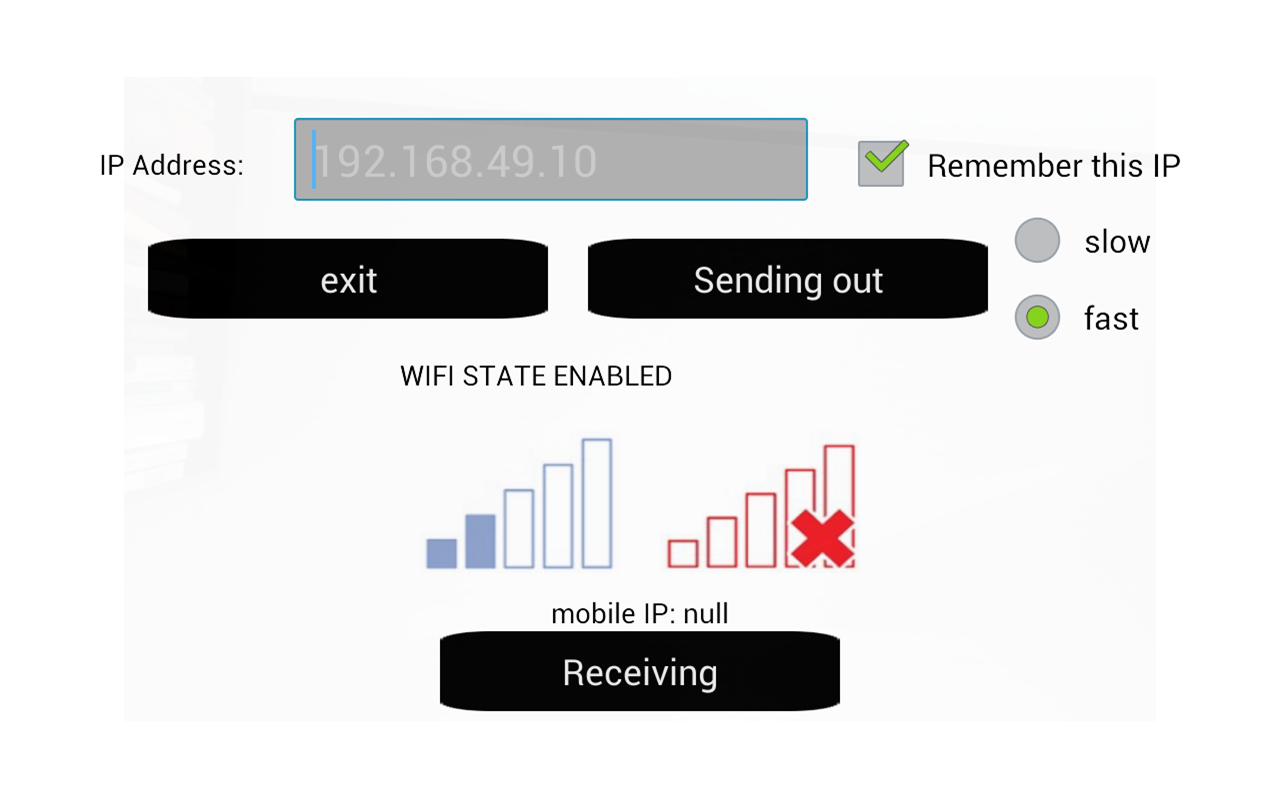 IP Address:
192.168.49.10
Remember this IP
slow
exit
Sending out
fast
WIFI STATE ENABLED
mobile IP: null
Receiving